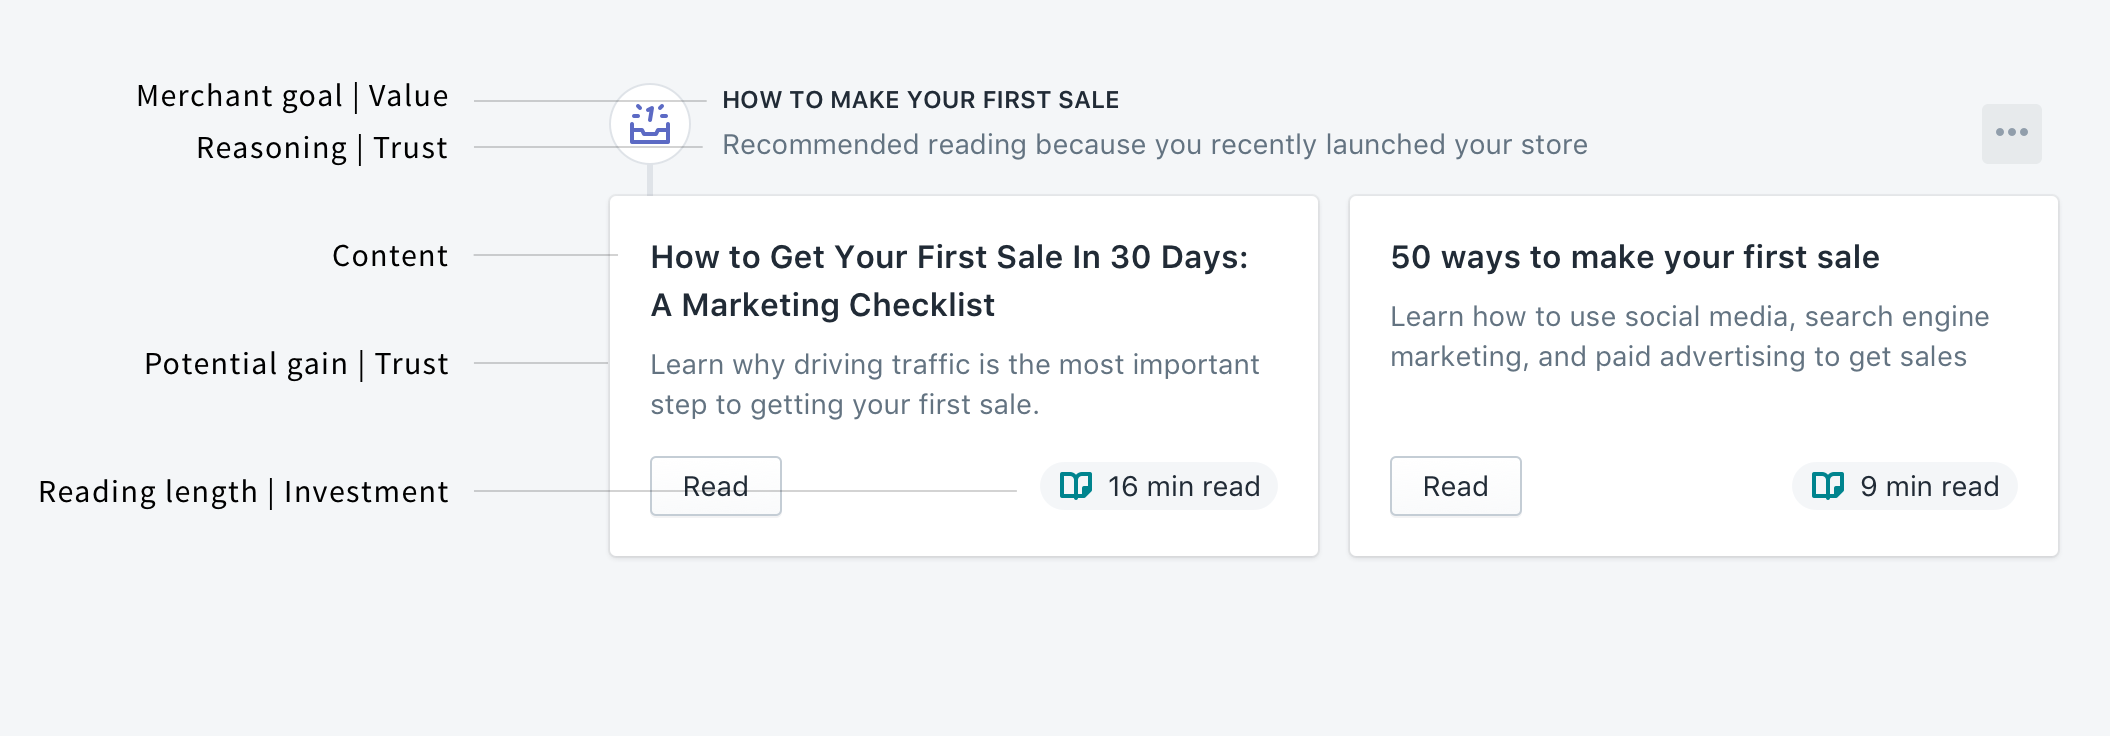 Merchant goal | Value
Reasoning | Trust
Content
Potential gain | Trust
Reading length | Investment
1
HOW TO MAKE YOUR FIRST SALE
Recommended reading because you recently launched your store
How to Get Your First Sale In 30 Days:
A Marketing Checklist
Learn why driving traffic is the most important
step to getting your first sale.
Read
16 min read
50 ways to make your first sale
Learn how to use social media, search engine
marketing, and paid advertising to get sales
Read
9 min read